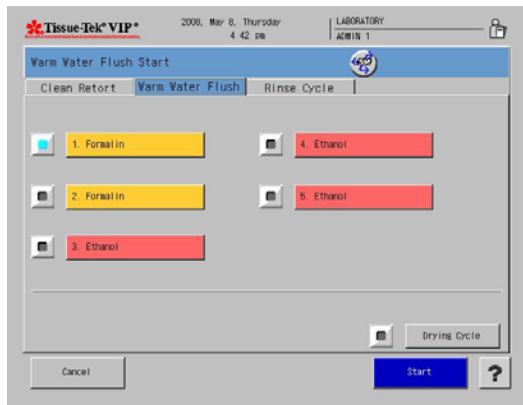 Tissue-Tek® VIP®
2008, May 8, Thursday
4 42 PM
LABORATORY
ADMIN 1
Warm Water Flush Start
Clean Retort
Warm Water Flush
Rinse Cycle
1. Formalin
4. Ethanol
2. Formalin
5. Ethanol
3. Ethanol
Drying Cycle
Cancel
Start
?